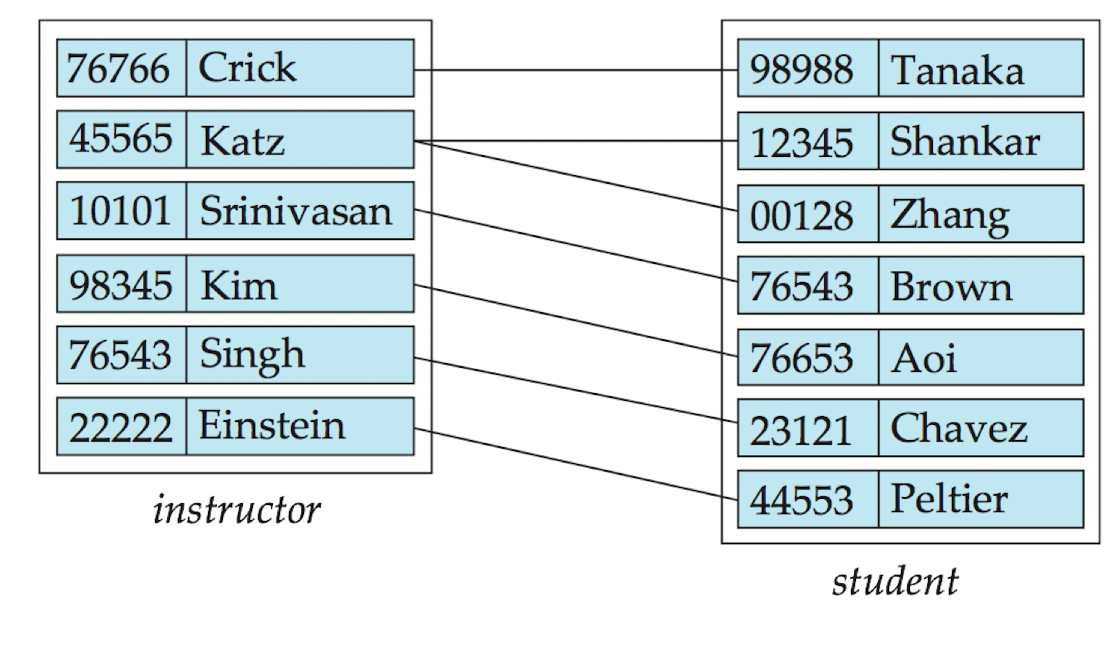 76766 Crick
45565 Katz
10101 Srinivasan
98345 Kim
76543 Singh
22222 Einstein
instructor
98988 Tanaka
12345 Shankar
00128 Zhang
76543 Brown
76653 Aoi
23121 Chavez
44553 Peltier
student